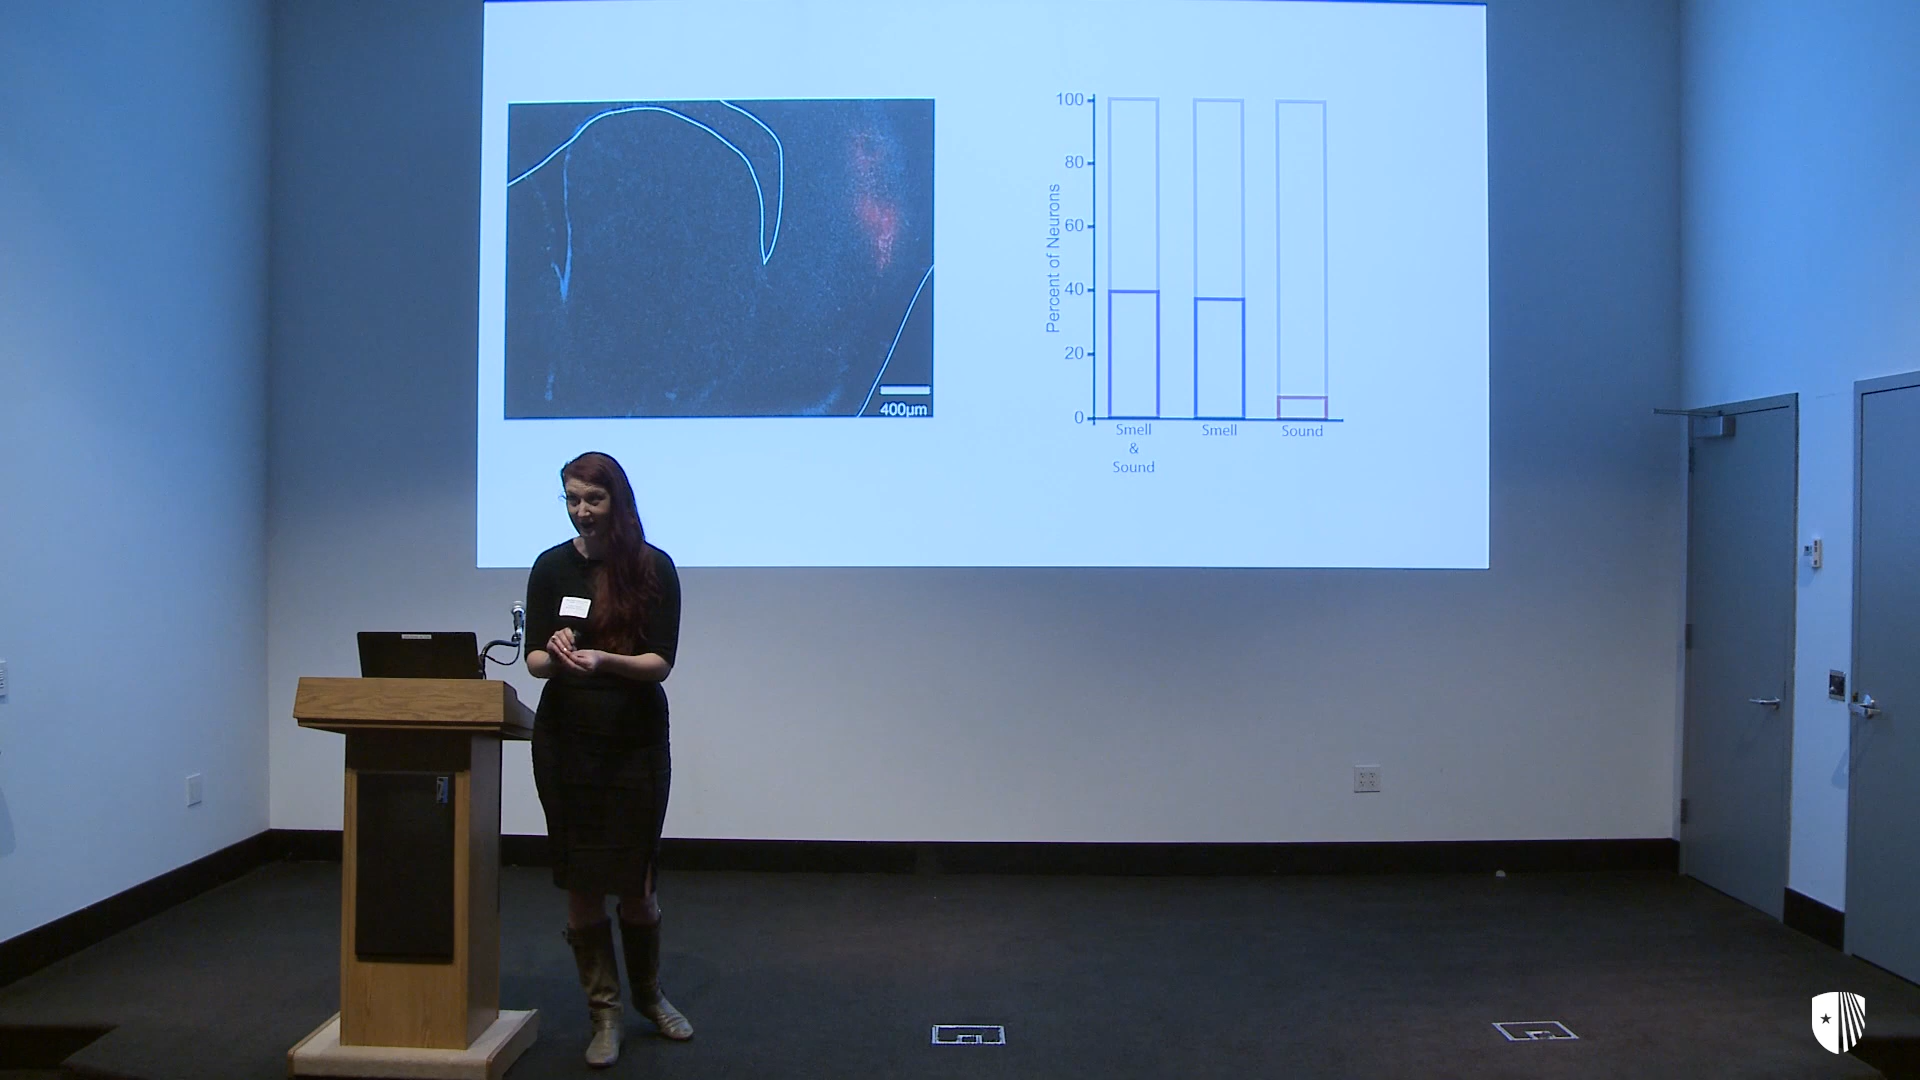 400µm
100
80
60
40
20
0
Percent of Neurons
Smell
&
Sound
Smell
Sound